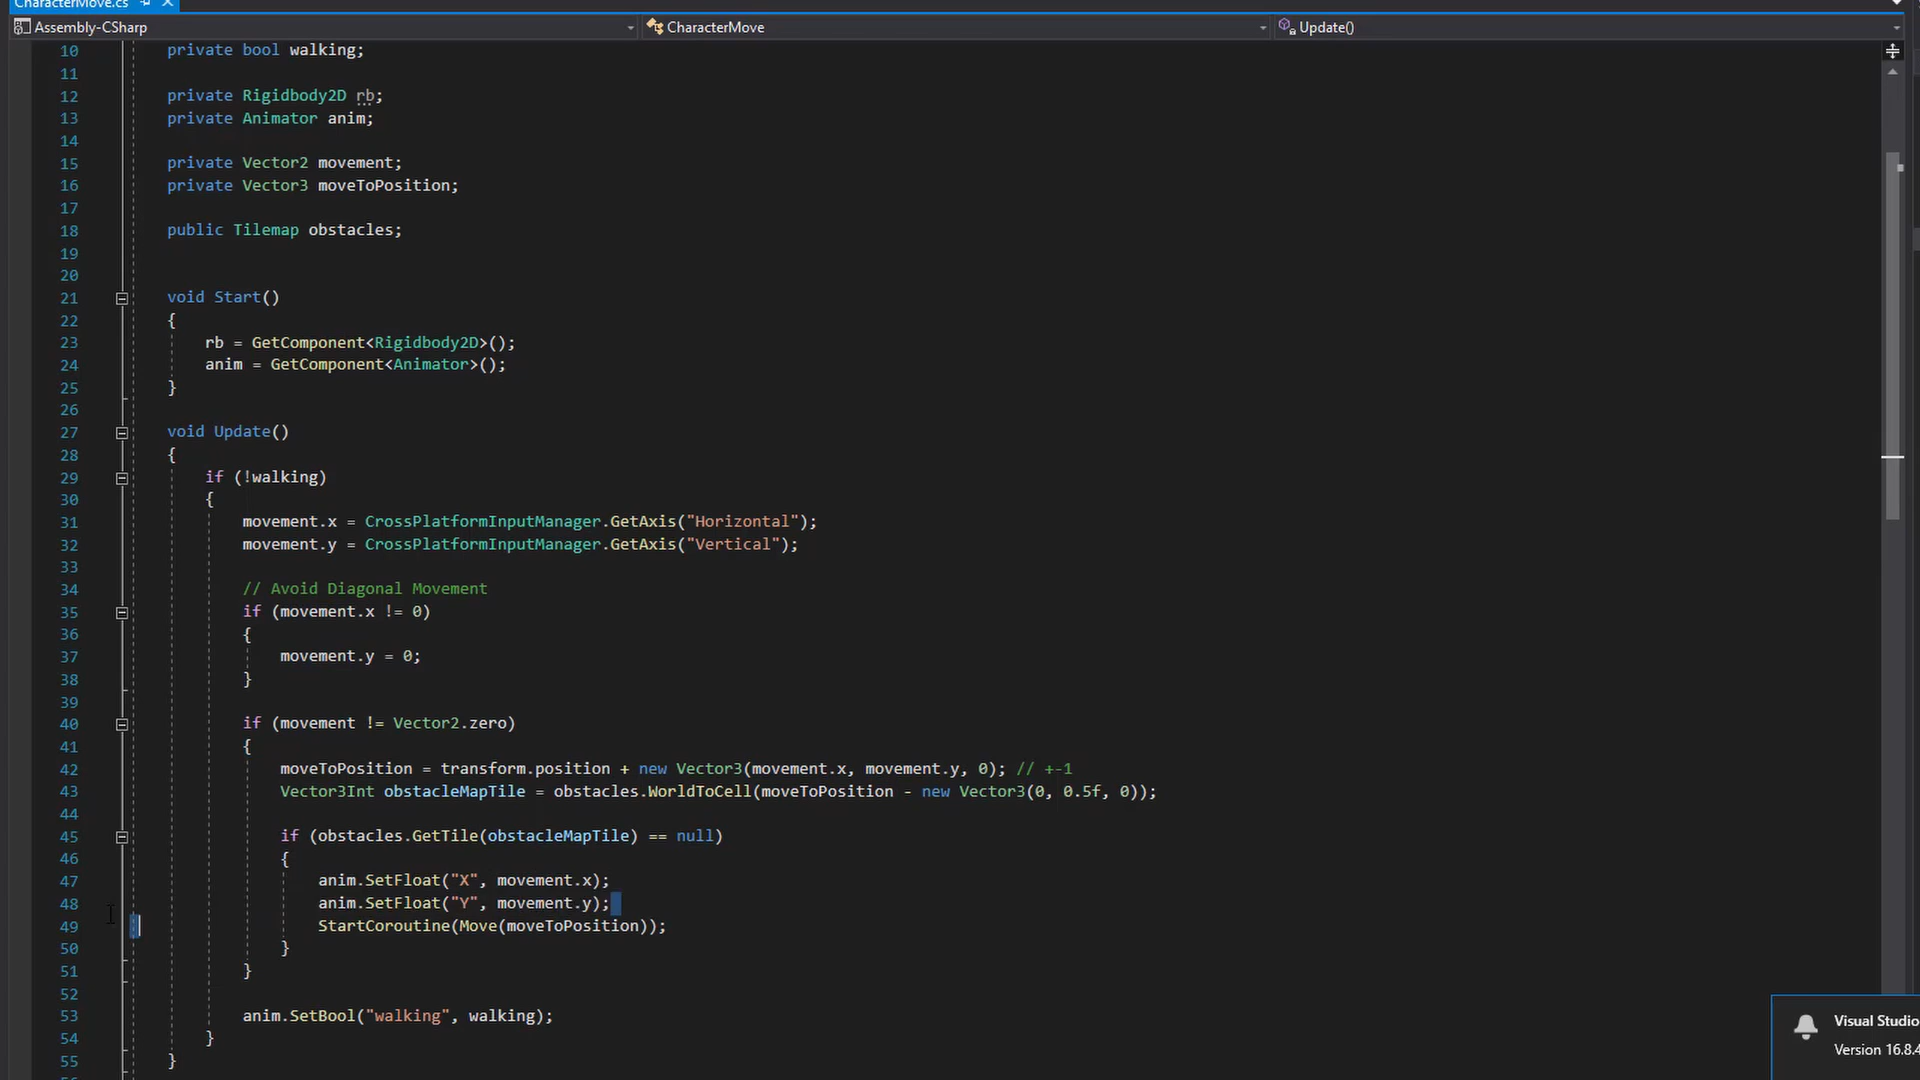 CharacterMove.cs
Assembly-CSharp CharacterMove Update()
10 private bool walking;
11
12 private Rigidbody2D rb;
13 private Animator anim;
14
15 private Vector2 movement;
16 private Vector3 moveToPosition;
17
18 public Tilemap obstacles;
19
20
21 void Start()
22 {
23 rb = GetComponent<Rigidbody2D>();
24 anim = GetComponent<Animator>();
25 }
26
27 void Update()
28 {
29 if (!walking)
30 {
31 movement.x = CrossPlatformInputManager.GetAxis("Horizontal");
32 movement.y = CrossPlatformInputManager.GetAxis("Vertical");
33
34 // Avoid Diagonal Movement
35 if (movement.x != 0)
36 {
37 movement.y = 0;
38 }
39
40 if (movement != Vector2.zero)
41 {
42 moveToPosition = transform.position + new Vector3(movement.x, movement.y, 0); // +-1
43 Vector3Int obstacleMapTile = obstacles.WorldToCell(moveToPosition - new Vector3(0, 0.5f, 0));
44
45 if (obstacles.GetTile(obstacleMapTile) == null)
46 {
47 anim.SetFloat("X", movement.x);
48 anim.SetFloat("Y", movement.y);
49 StartCoroutine(Move(moveToPosition));
50 }
51 }
52
53 anim.SetBool("walking", walking);
54 }
55 }
Visual Studio
Version 16.8.4